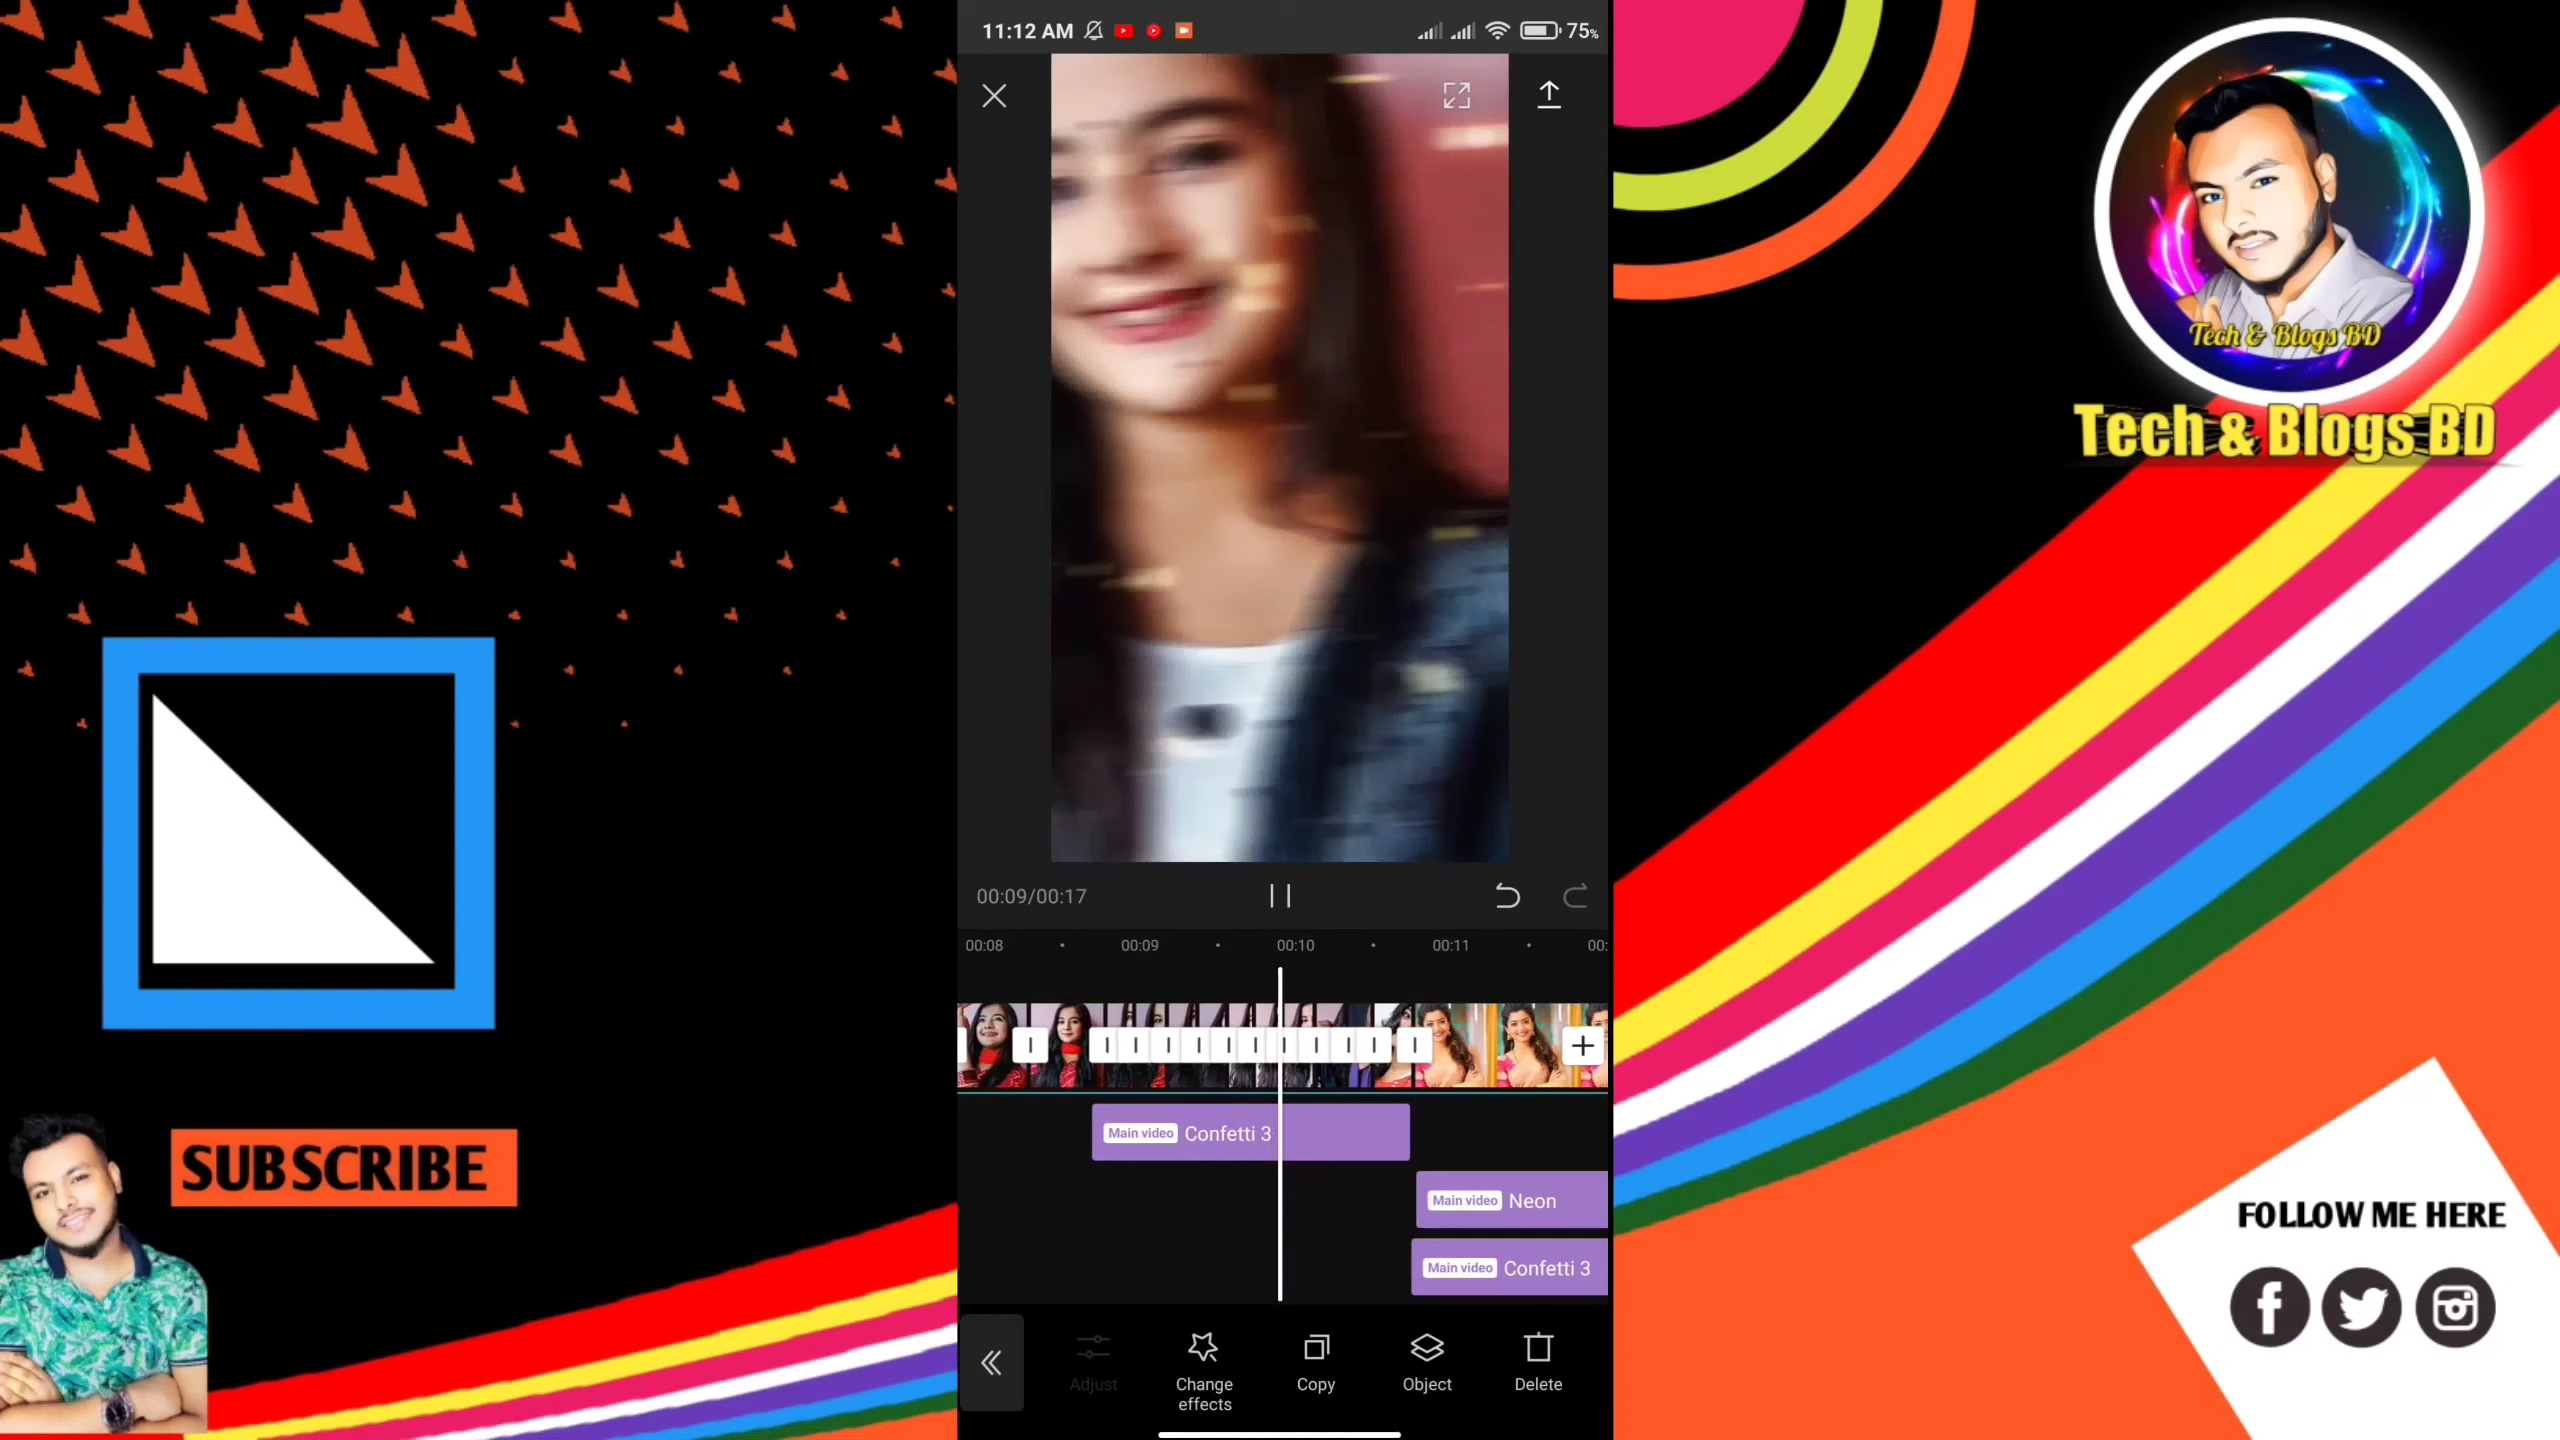 11:12 AM
75%
Tech & Blogs BD
Tech & Blogs BD
00:09/00:17
00:08
00:09
00:10
00:11
00:
Main video Confetti 3
Main video Neon
Main video Confetti 3
SUBSCRIBE
FOLLOW ME HERE
Adjust
Change effects
Copy
Object
Delete